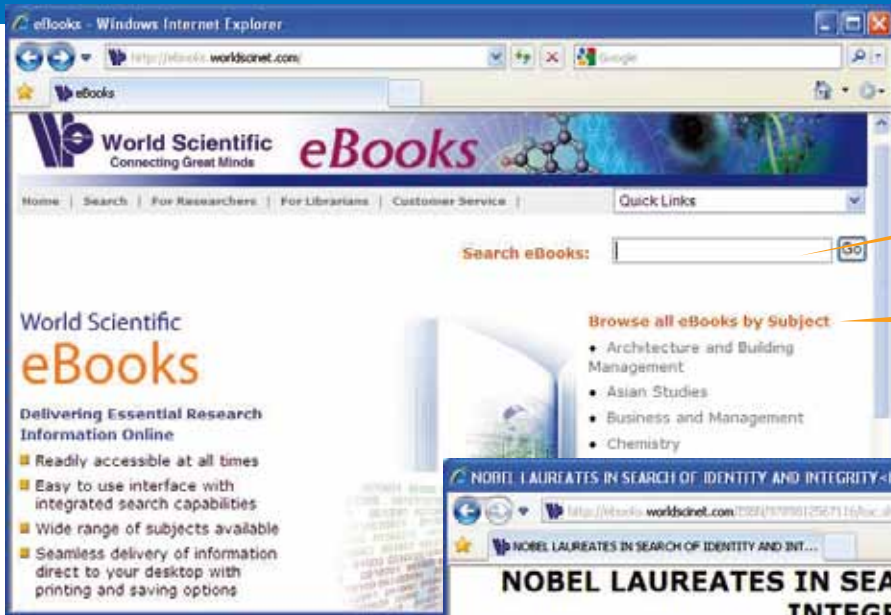 eBooks - Windows Internet Explorer
http://ebooks.worldscinet.com/
Google
eBooks
World Scientific
Connecting Great Minds
eBooks
Home | Search | For Researchers | For Librarians | Customer Service |
Quick Links
Search eBooks:
Go
World Scientific
eBooks
Delivering Essential Research
Information Online
Readily accessible at all times
Easy to use interface with
integrated search capabilities
Wide range of subjects available
Seamless delivery of information
direct to your desktop with
printing and saving options
Browse all eBooks by Subject
• Architecture and Building
Management
• Asian Studies
• Business and Management
• Chemistry
NOBEL LAUREATES IN SEARCH OF IDENTITY AND INTEGRITY
http://ebooks.worldscinet.com
NOBEL LAUREATES IN SEARCH OF IDENTITY AND INT...
NOBEL LAUREATES IN SEA
INTEG